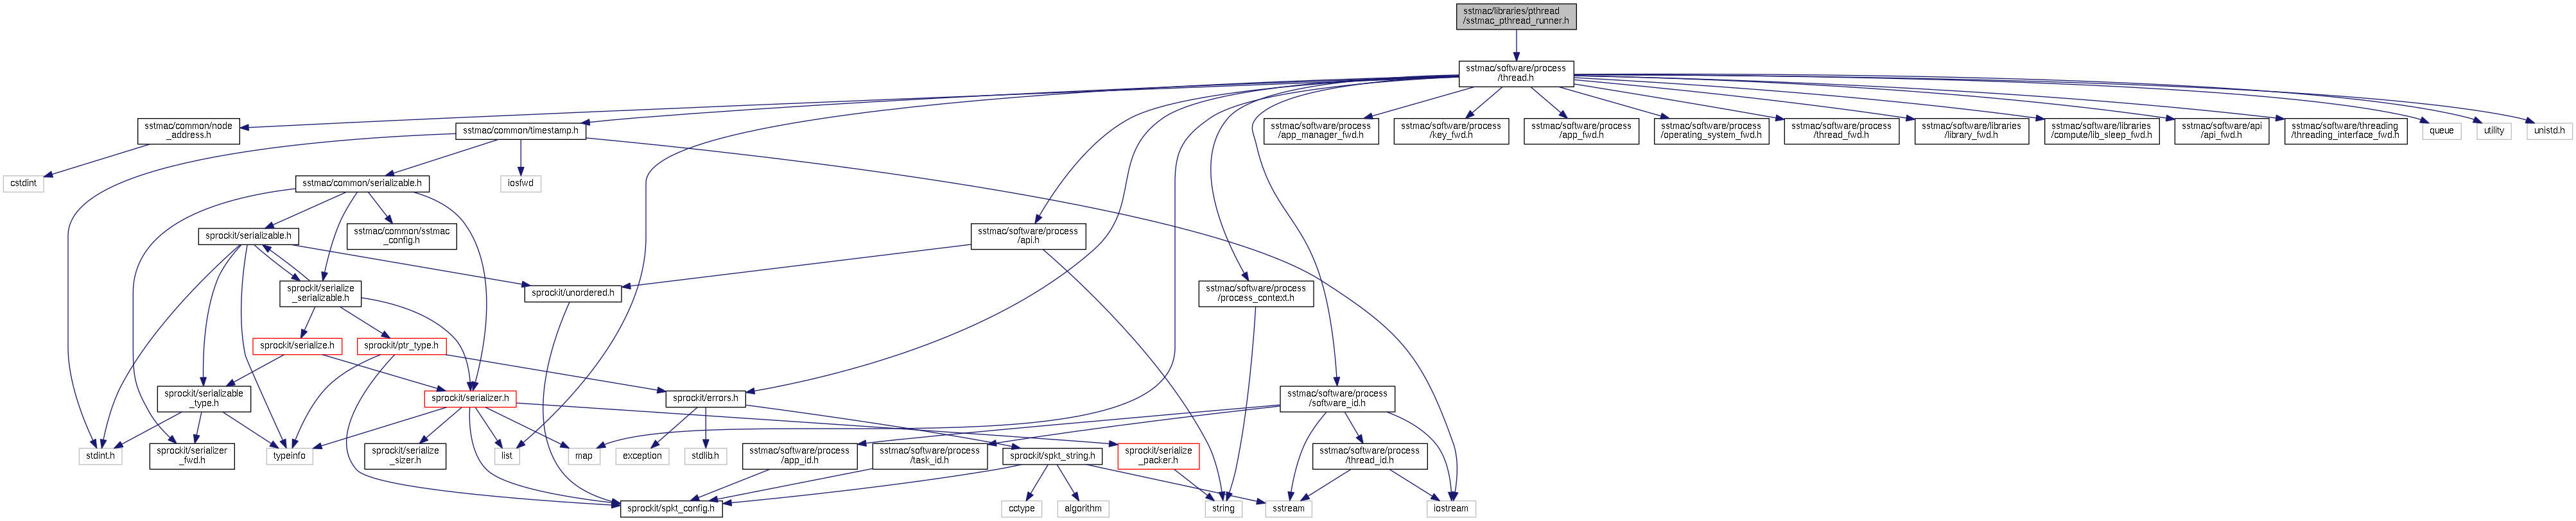 sstmac/libraries/pthread
/sstmac_pthread_runner.h
sstmac/software/process
/thread.h
sstmac/common/node
_address.h
sstmac/common/timestamp.h
sstmac/software/process
/app_manager_fwd.h
sstmac/software/process
/key_fwd.h
sstmac/software/process
/app_fwd.h
sstmac/software/process
/operating_system_fwd.h
sstmac/software/process
/thread_fwd.h
sstmac/software/libraries
/library_fwd.h
sstmac/software/libraries
/compute/lib_sleep_fwd.h
sstmac/software/api
/api_fwd.h
sstmac/software/threading
/threading_interface_fwd.h
queue
utility
unistd.h
cstdint
sstmac/common/serializable.h
iosfwd
sprockit/serializable.h
sstmac/common/sstmac
_config.h
sstmac/software/process
/api.h
sprockit/serialize
_serializable.h
sprockit/unordered.h
sstmac/software/process
/process_context.h
sprockit/serialize.h
sprockit/ptr_type.h
sprockit/serializable
_type.h
sprockit/serializer.h
sprockit/errors.h
sstmac/software/process
/software_id.h
stdint.h
sprockit/serializer
_fwd.h
typeinfo
sprockit/serialize
_sizer.h
list
map
exception
stdlib.h
sstmac/software/process
/app_id.h
sstmac/software/process
/task_id.h
sprockit/spkt_string.h
sprockit/serialize
_packer.h
sstmac/software/process
/thread_id.h
sprockit/spkt_config.h
cctype
algorithm
string
sstream
iostream